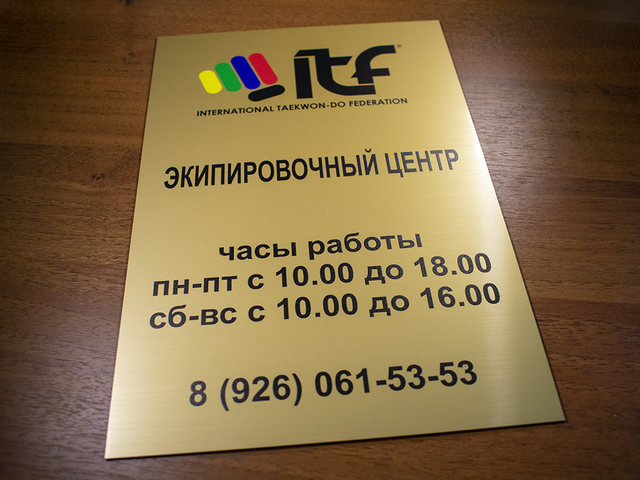 itf®
INTERNATIONAL TAEKWON-DO FEDERATION
ЭКИПИРОВОЧНЫЙ ЦЕНТР
часы работы
пн-пт с 10.00 до 18.00
сб-вс с 10.00 до 16.00
8 (926) 061-53-53